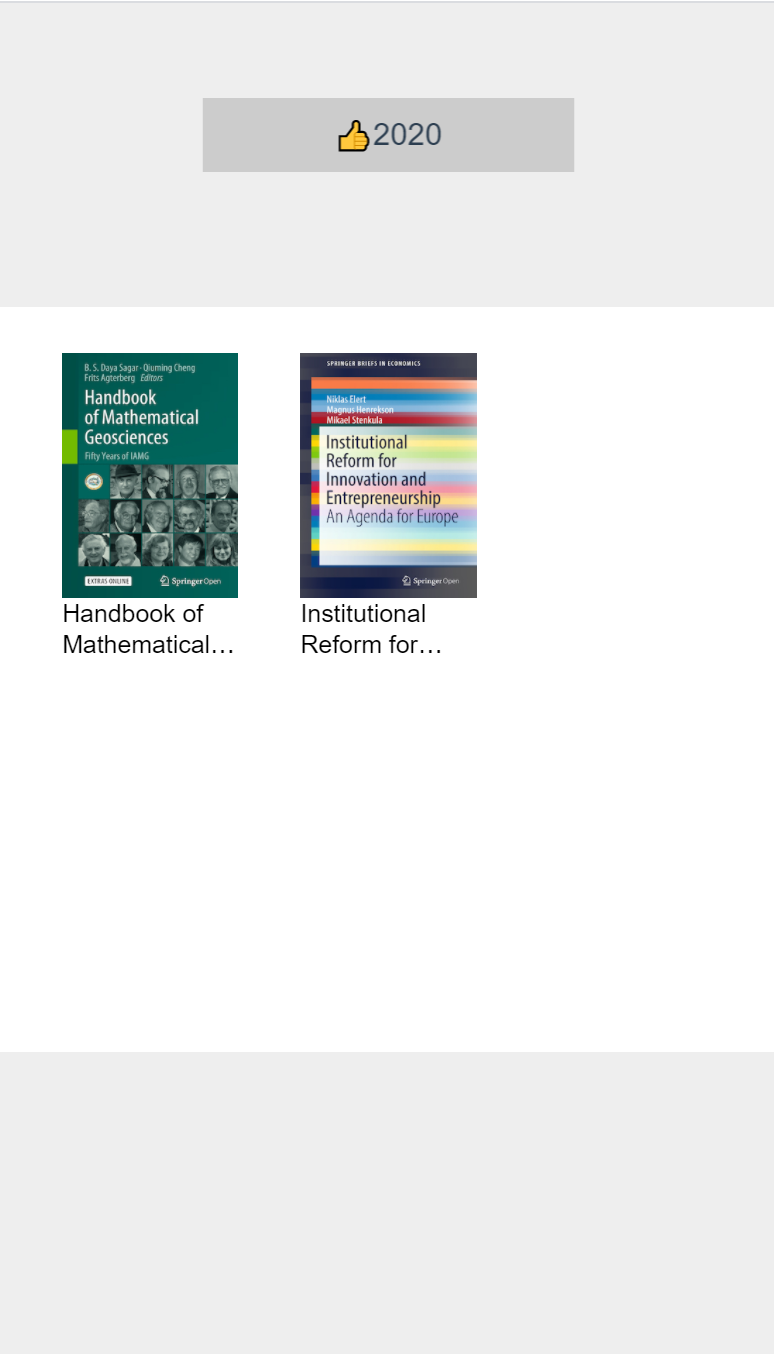 👍2020
B. S. Daya Sagar · Qiuming Cheng
Frits Agterberg Editors
Handbook
of Mathematical
Geosciences
Fifty Years of IAMG
EXTRAS ONLINE
Springer Open
SPRINGER BRIEFS IN ECONOMICS
Niklas Elert
Magnus Henrekson
Mikael Stenkula
Institutional
Reform for
Innovation and
Entrepreneurship
An Agenda for Europe
Springer Open
Handbook of
Mathematical…
Institutional
Reform for…